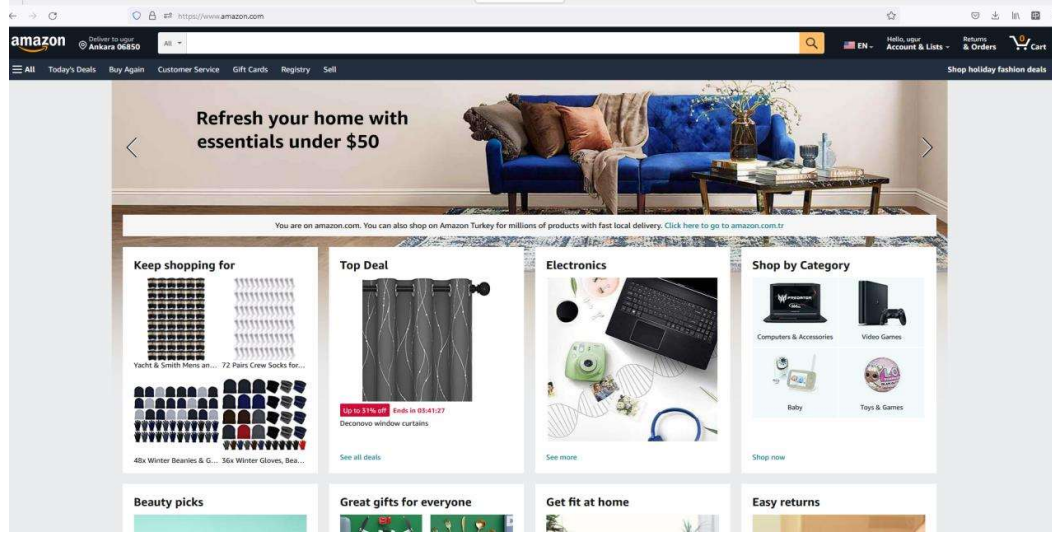 https://www.amazon.com
amazon
Deliver to ugur
Ankara 06850
All
EN
Hello, ugur
Account & Lists
Returns
& Orders
0
Cart
All
Today's Deals
Buy Again
Customer Service
Gift Cards
Registry
Sell
Shop holiday fashion deals
Refresh your home with
essentials under $50
You are on amazon.com. You can also shop on Amazon Turkey for millions of products with fast local delivery. Click here to go to amazon.com.tr
Keep shopping for
Yacht & Smith Mens an...
72 Pairs Crew Socks for...
48x Winter Beanies & G...
36x Winter Gloves, Bea...
Top Deal
Up to 31% off
Ends in 03:41:27
Deconovo window curtains
See all deals
Electronics
See more
Shop by Category
PREDATOR
Computers & Accessories
Video Games
Baby
Toys & Games
Shop now
Beauty picks
Great gifts for everyone
Get fit at home
Easy returns